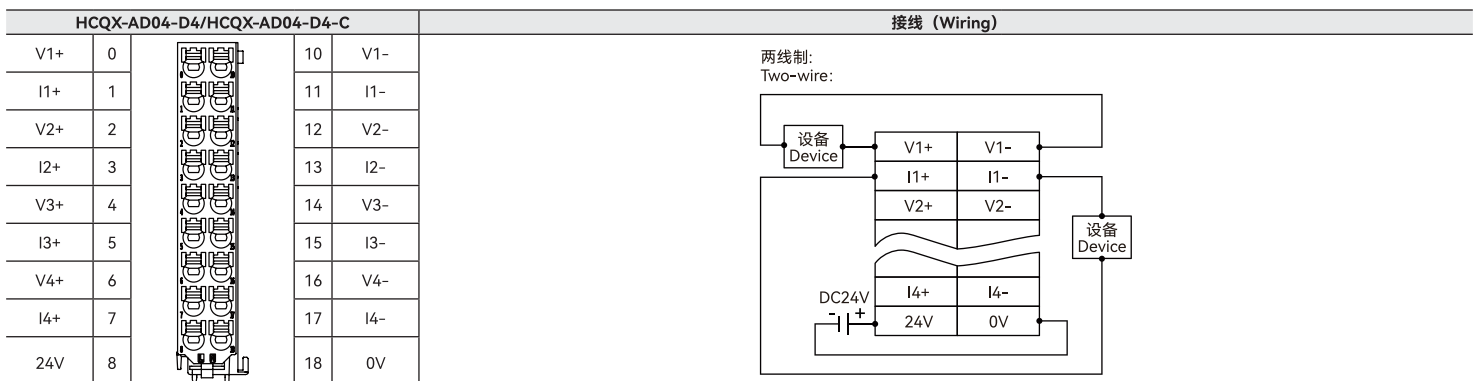 HCQX-AD04-D4/HCQX-AD04-D4-C 接线（Wiring）
V1+ 0 10 V1-
I1+ 1 11 I1-
V2+ 2 12 V2-
I2+ 3 13 I2-
V3+ 4 14 V3-
I3+ 5 15 I3-
V4+ 6 16 V4-
I4+ 7 17 I4-
24V 8 18 0V
两线制:
Two-wire:
设备
Device
V1+ V1-
I1+ I1-
V2+ V2-
设备
Device
I4+ I4-
DC24V
- +
24V 0V